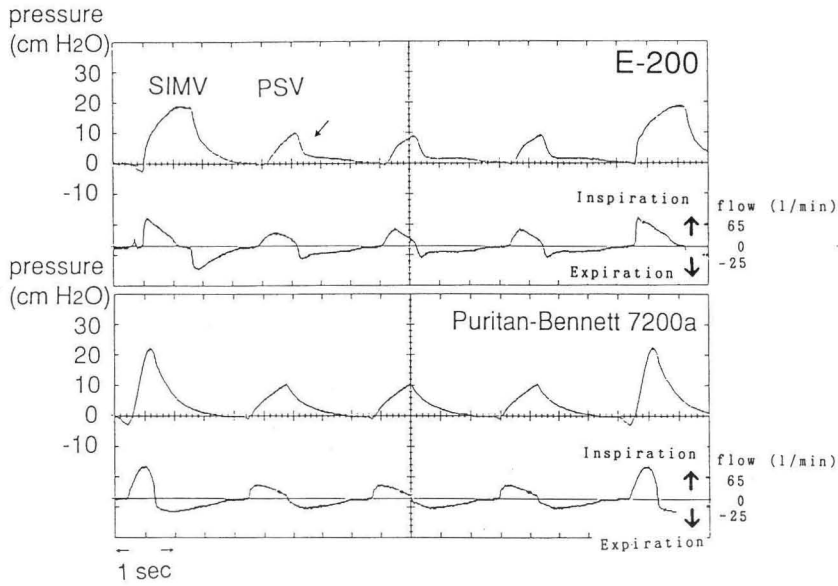 pressure
(cm H2O)
30
20
10
0
-10
SIMV PSV
E-200
Inspiration
Expiration
flow (l/min)
65
0
-25
pressure
(cm H2O)
30
20
10
0
-10
Puritan-Bennett 7200a
Inspiration
Expiration
flow (l/min)
65
0
-25
1 sec